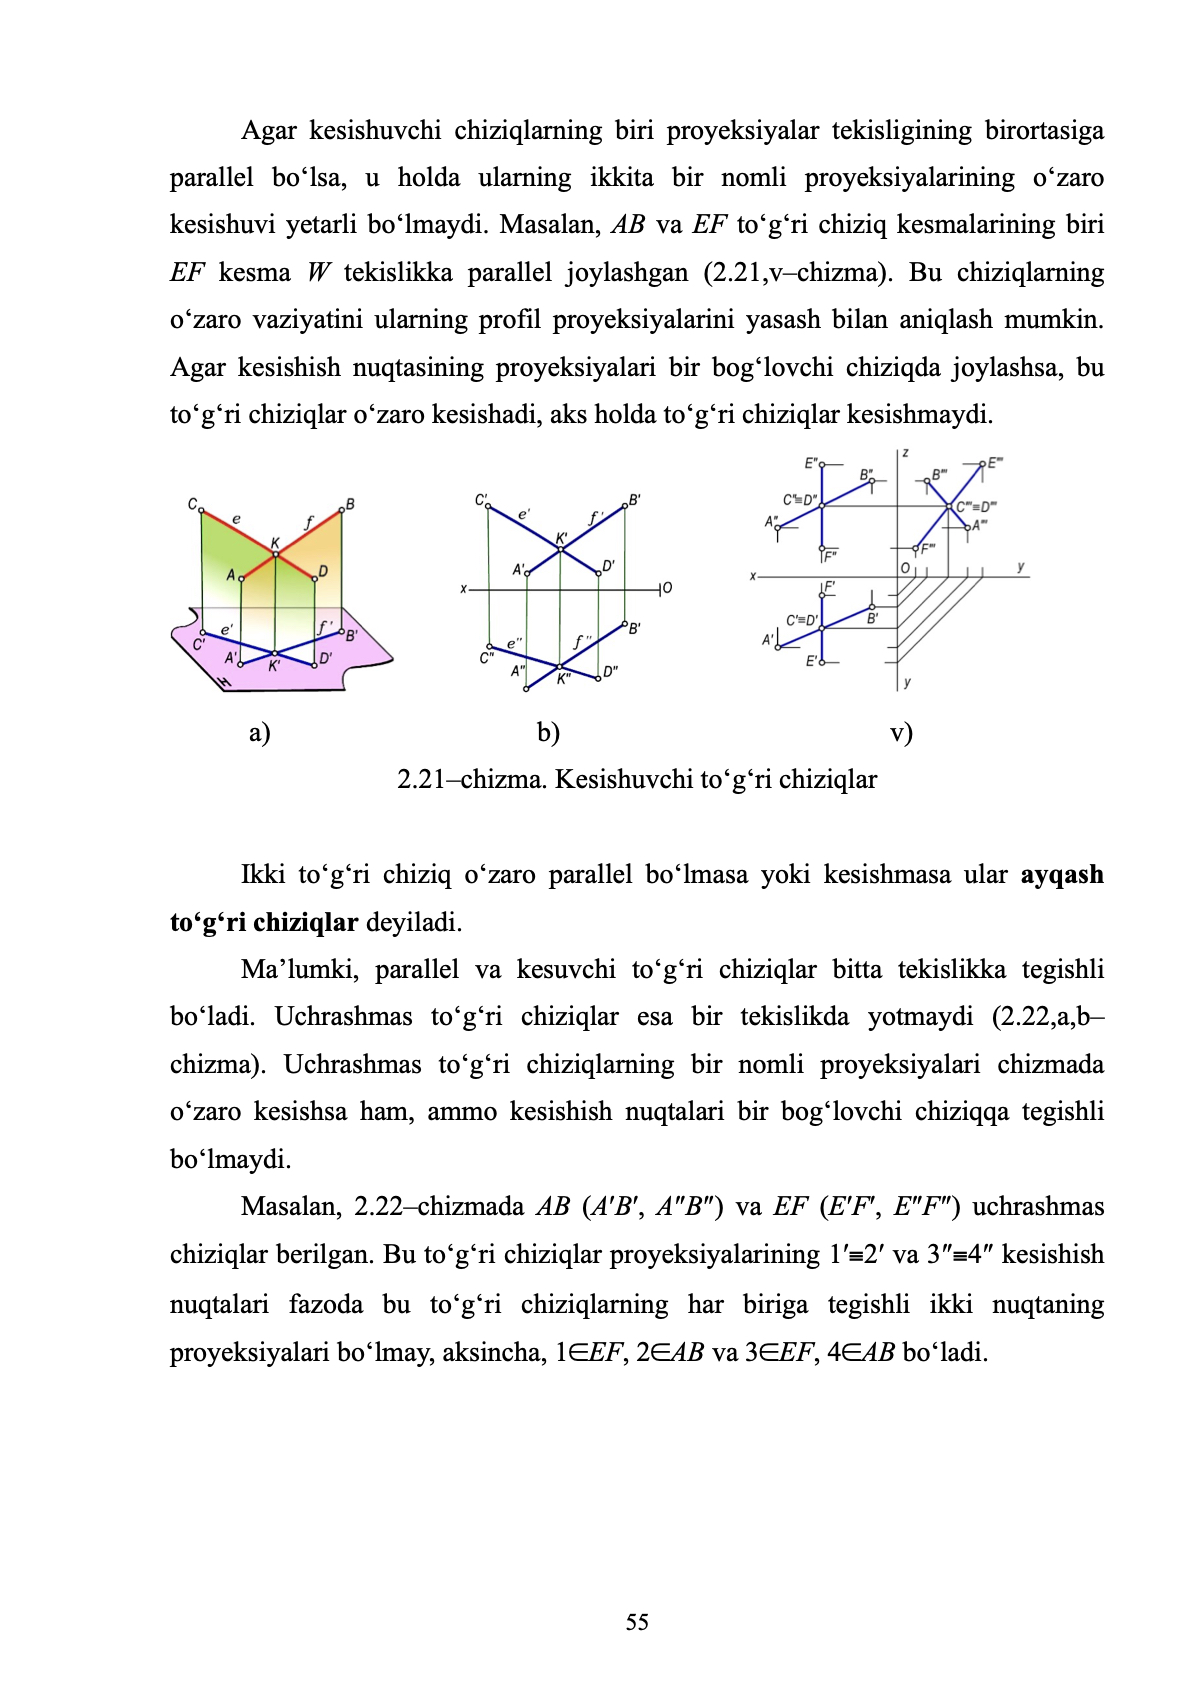 Agar kesishuvchi chiziqlarning biri proyeksiyalar tekisligining birortasiga
parallel bo‘lsa, u holda ularning ikkita bir nomli proyeksiyalarining o‘zaro
kesishuvi yetarli bo‘lmaydi. Masalan, AB va EF to‘g‘ri chiziq kesmalarining biri
EF kesma W tekislikka parallel joylashgan (2.21,v–chizma). Bu chiziqlarning
o‘zaro vaziyatini ularning profil proyeksiyalarini yasash bilan aniqlash mumkin.
Agar kesishish nuqtasining proyeksiyalari bir bog‘lovchi chiziqda joylashsa, bu
to‘g‘ri chiziqlar o‘zaro kesishadi, aks holda to‘g‘ri chiziqlar kesishmaydi.
C e f B K A D e' f' C' B' A' K' D' H
C' e' f' B' K' A' D' x O e" f" B' C" A" K" D"
z E" B" C"≡D" A" F" B''' E''' C'''≡D''' A''' F''' x O y F' C'≡D' B' A' E' y
a) b) v)
2.21–chizma. Kesishuvchi to‘g‘ri chiziqlar
Ikki to‘g‘ri chiziq o‘zaro parallel bo‘lmasa yoki kesishmasa ular ayqash
to‘g‘ri chiziqlar deyiladi.
Ma’lumki, parallel va kesuvchi to‘g‘ri chiziqlar bitta tekislikka tegishli
bo‘ladi. Uchrashmas to‘g‘ri chiziqlar esa bir tekislikda yotmaydi (2.22,a,b–
chizma). Uchrashmas to‘g‘ri chiziqlarning bir nomli proyeksiyalari chizmada
o‘zaro kesishsa ham, ammo kesishish nuqtalari bir bog‘lovchi chiziqqa tegishli
bo‘lmaydi.
Masalan, 2.22–chizmada AB (A′B′, A″B″) va EF (E′F′, E″F″) uchrashmas
chiziqlar berilgan. Bu to‘g‘ri chiziqlar proyeksiyalarining 1′≡2′ va 3″≡4″ kesishish
nuqtalari fazoda bu to‘g‘ri chiziqlarning har biriga tegishli ikki nuqtaning
proyeksiyalari bo‘lmay, aksincha, 1∈EF, 2∈AB va 3∈EF, 4∈AB bo‘ladi.
55